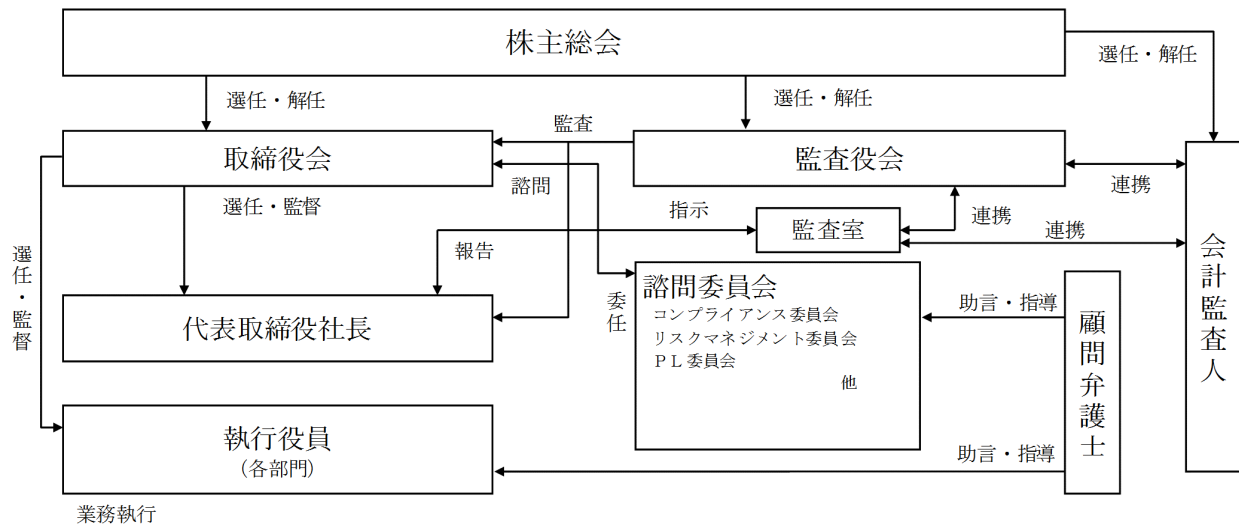 株主総会
選任・解任
選任・解任
選任・解任
取締役会
監査
監査役会
諮問
連携
選任・監督
指示
監査室
連携
連携
報告
選任・監督
会計監査人
代表取締役社長
委任
諮問委員会
コンプライアンス委員会
リスクマネジメント委員会
ＰＬ委員会
他
助言・指導
顧問弁護士
執行役員
（各部門）
助言・指導
業務執行